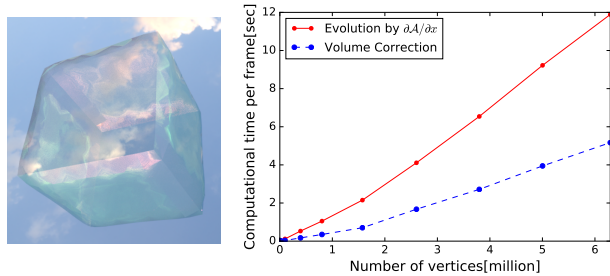 12
10
8
6
4
2
0
Computational time per frame[sec]
Evolution by ∂𝒜/∂x
Volume Correction
0 1 2 3 4 5 6
Number of vertices[million]